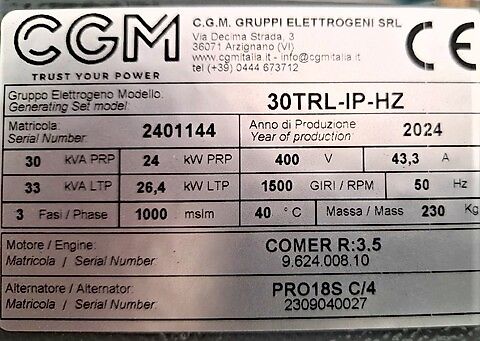 CGM
TRUST YOUR POWER
C.G.M. GRUPPI ELETTROGENI SRL
Via Decima Strada, 3
36071 Arzignano (VI)
www.cgmitalia.it - info@cgmitalia.it
tel (+39) 0444 673712
CE
Gruppo Elettrogeno Modello:
Generating Set model:
30TRL-IP-HZ
Matricola:
Serial Number:
2401144
Anno di Produzione
Year of production:
2024
30 KVA PRP 24 kW PRP 400 V 43,3 A
33 KVA LTP 26,4 kW LTP 1500 GIRI / RPM 50 Hz
3 Fasi / Phase 1000 mslm 40 °C Massa / Mass 230 Kg
Motore / Engine:
Matricola / Serial Number:
COMER R:3.5
9.624.008.10
Alternatore / Alternator:
Matricola / Serial Number:
PRO18S C/4
2309040027